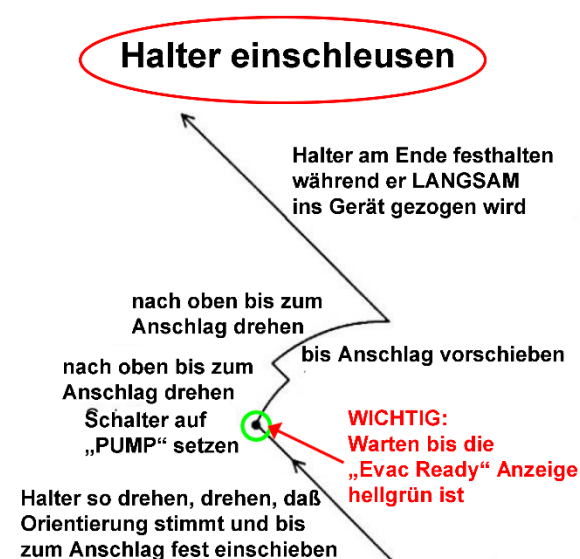 Halter einschleusen
Halter am Ende festhalten
während er LANGSAM
ins Gerät gezogen wird
nach oben bis zum
Anschlag drehen
bis Anschlag vorschieben
nach oben bis zum
Anschlag drehen
Schalter auf
„PUMP“ setzen
WICHTIG:
Warten bis die
„Evac Ready“ Anzeige
hellgrün ist
Halter so drehen, drehen, daß
Orientierung stimmt und bis
zum Anschlag fest einschieben